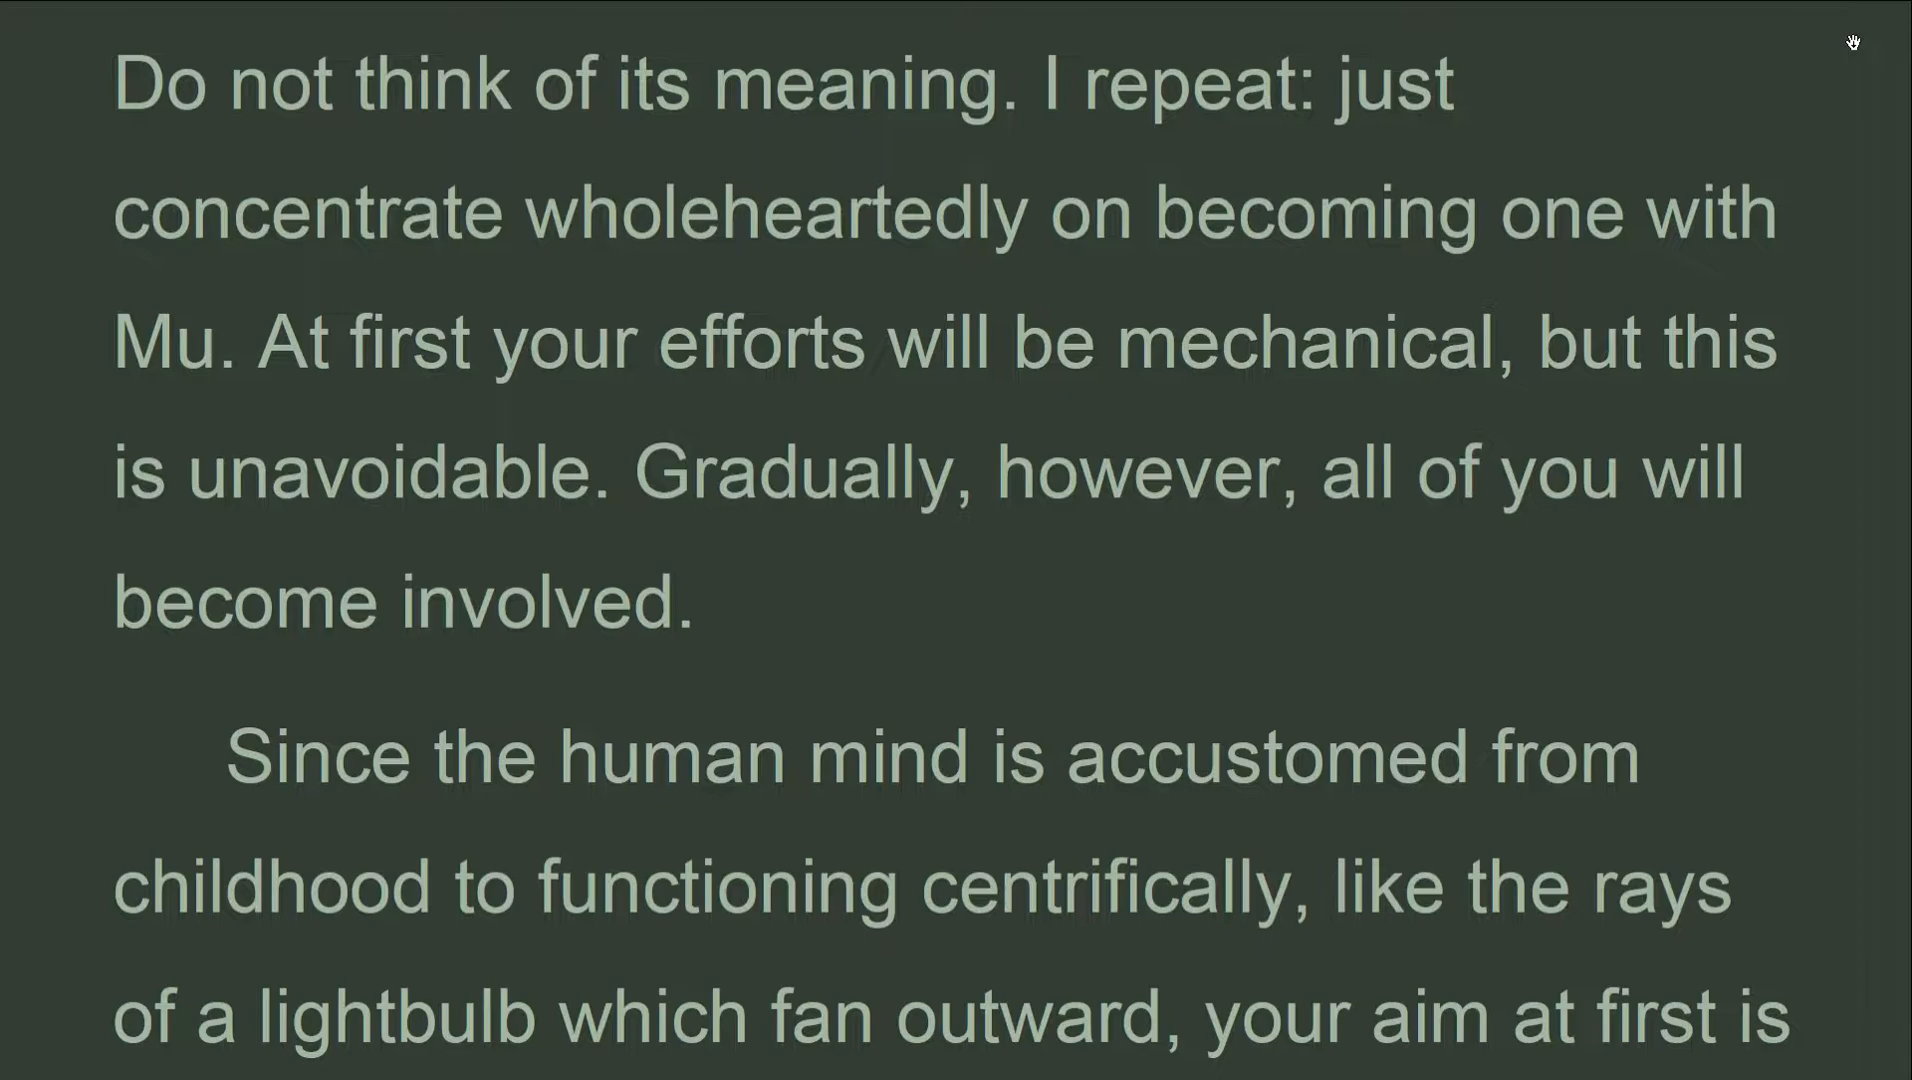 Do not think of its meaning. I repeat: just
concentrate wholeheartedly on becoming one with
Mu. At first your efforts will be mechanical, but this
is unavoidable. Gradually, however, all of you will
become involved.
Since the human mind is accustomed from
childhood to functioning centrifically, like the rays
of a lightbulb which fan outward, your aim at first is